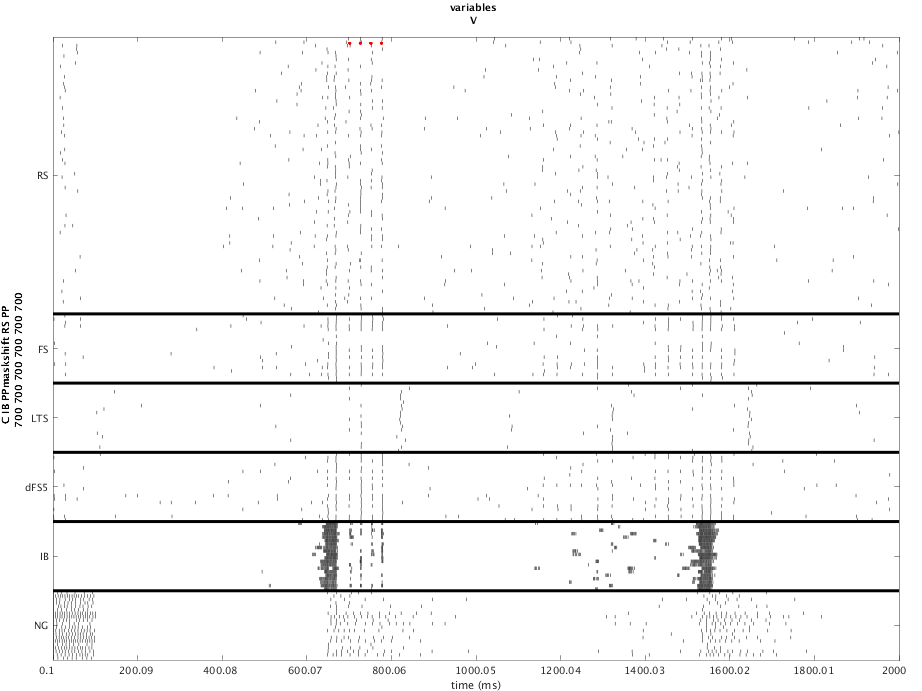 variables
V
C IB PPmaskshift RS PP
700 700 700 700 700 700 700
RS
FS
LTS
dFS5
IB
NG
0.1 200.09 400.08 600.07 800.06 1000.05 1200.04 1400.03 1600.02 1800.01 2000
time (ms)